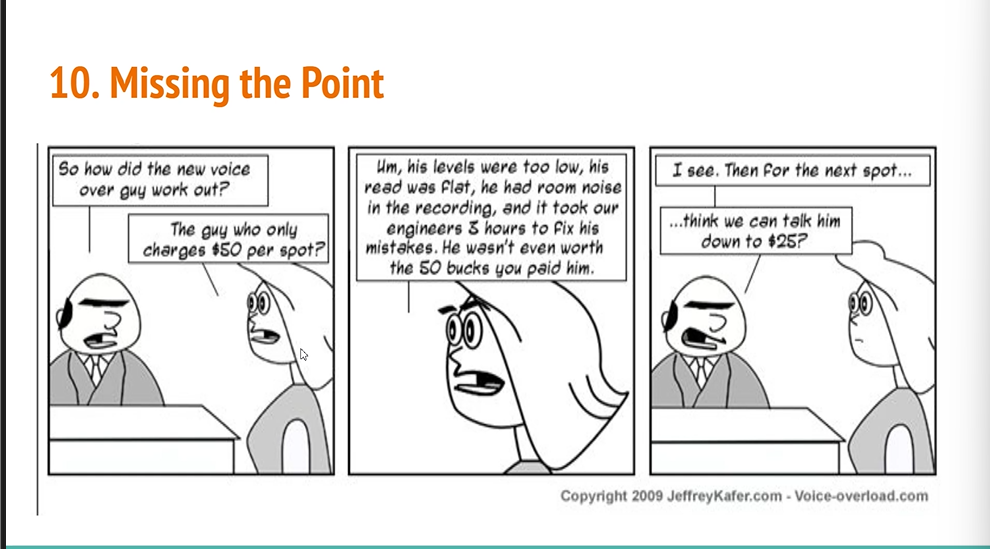 10. Missing the Point
So how did the new voice
over guy work out?
The guy who only
charges $50 per spot?
Um, his levels were too low, his
read was flat, he had room noise
in the recording, and it took our
engineers 3 hours to fix his
mistakes. He wasn't even worth
the 50 bucks you paid him.
I see. Then for the next spot...
...think we can talk him
down to $25?
Copyright 2009 JeffreyKafer.com - Voice-overload.com